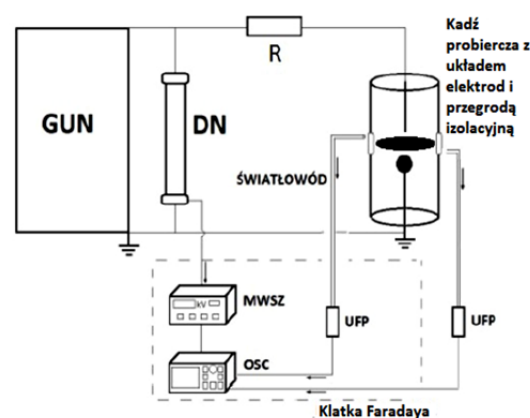 Kadź
probiercza z
układem
elektrod i
przegrodą
izolacyjną
R
GUN
DN
ŚWIATŁOWÓD
kV
MWSZ
UFP
UFP
OSC
Klatka Faradaya